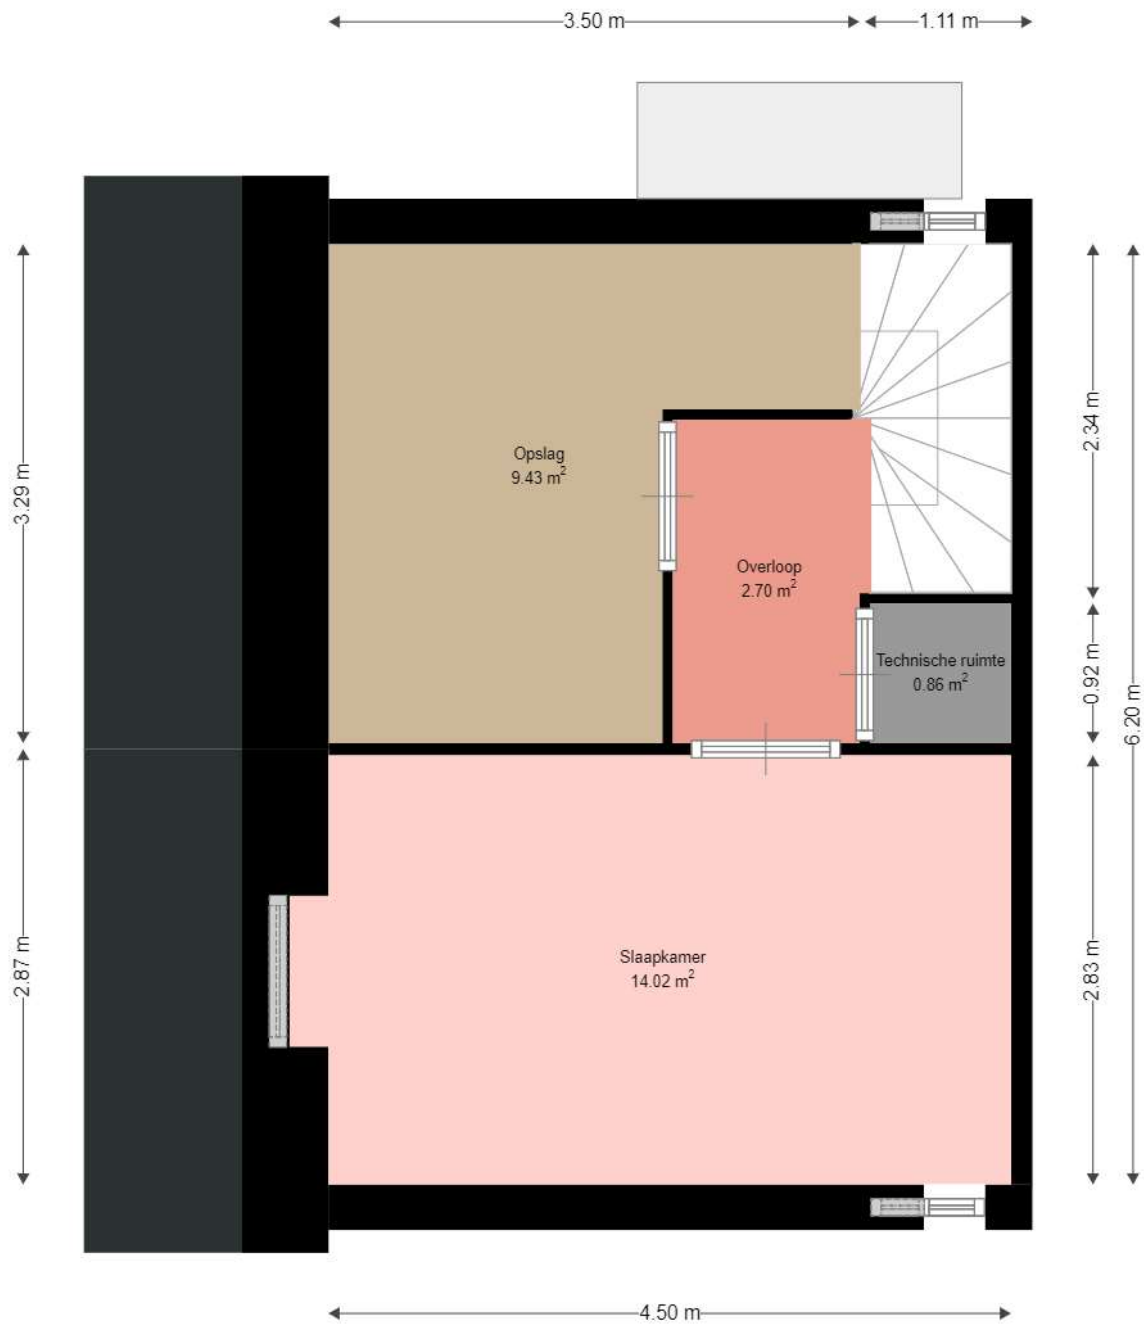 3.50 m
1.11 m
3.29 m
2.34 m
Opslag
9.43 m²
Overloop
2.70 m²
Technische ruimte
0.86 m²
0.92 m
6.20 m
Slaapkamer
14.02 m²
2.87 m
2.83 m
4.50 m